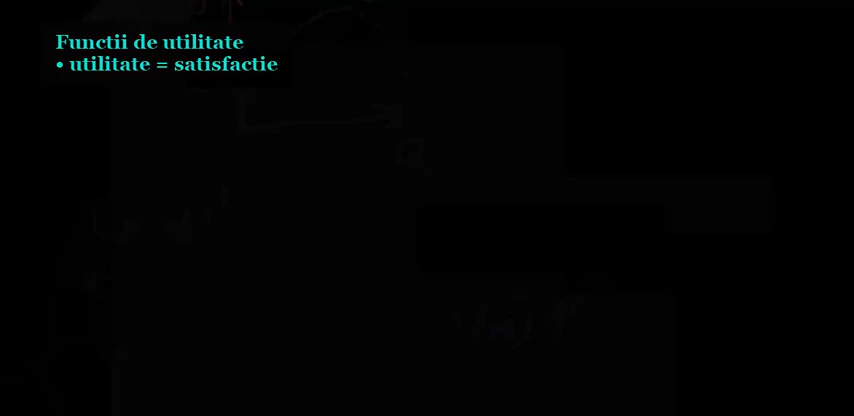 Functii de utilitate
• utilitate = satisfactie